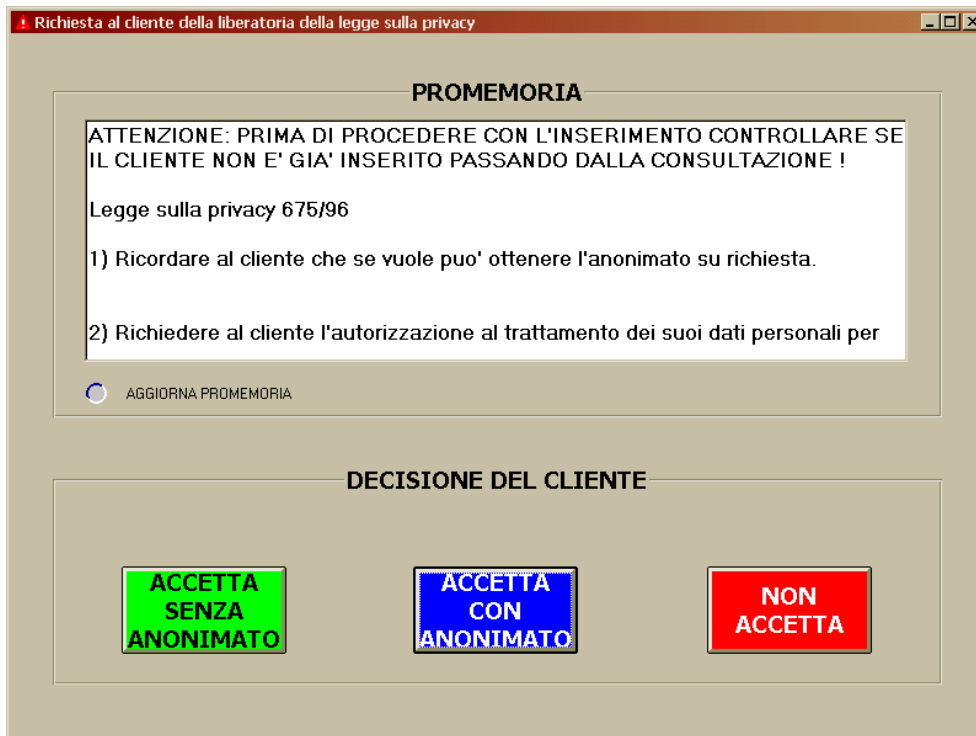 Richiesta al cliente della liberatoria della legge sulla privacy
PROMEMORIA
ATTENZIONE: PRIMA DI PROCEDERE CON L'INSERIMENTO CONTROLLARE SE
IL CLIENTE NON E' GIA' INSERITO PASSANDO DALLA CONSULTAZIONE !
Legge sulla privacy 675/96
1) Ricordare al cliente che se vuole puo' ottenere l'anonimato su richiesta.
2) Richiedere al cliente l'autorizzazione al trattamento dei suoi dati personali per
AGGIORNA PROMEMORIA
DECISIONE DEL CLIENTE
ACCETTA
SENZA
ANONIMATO
ACCETTA
CON
ANONIMATO
NON
ACCETTA